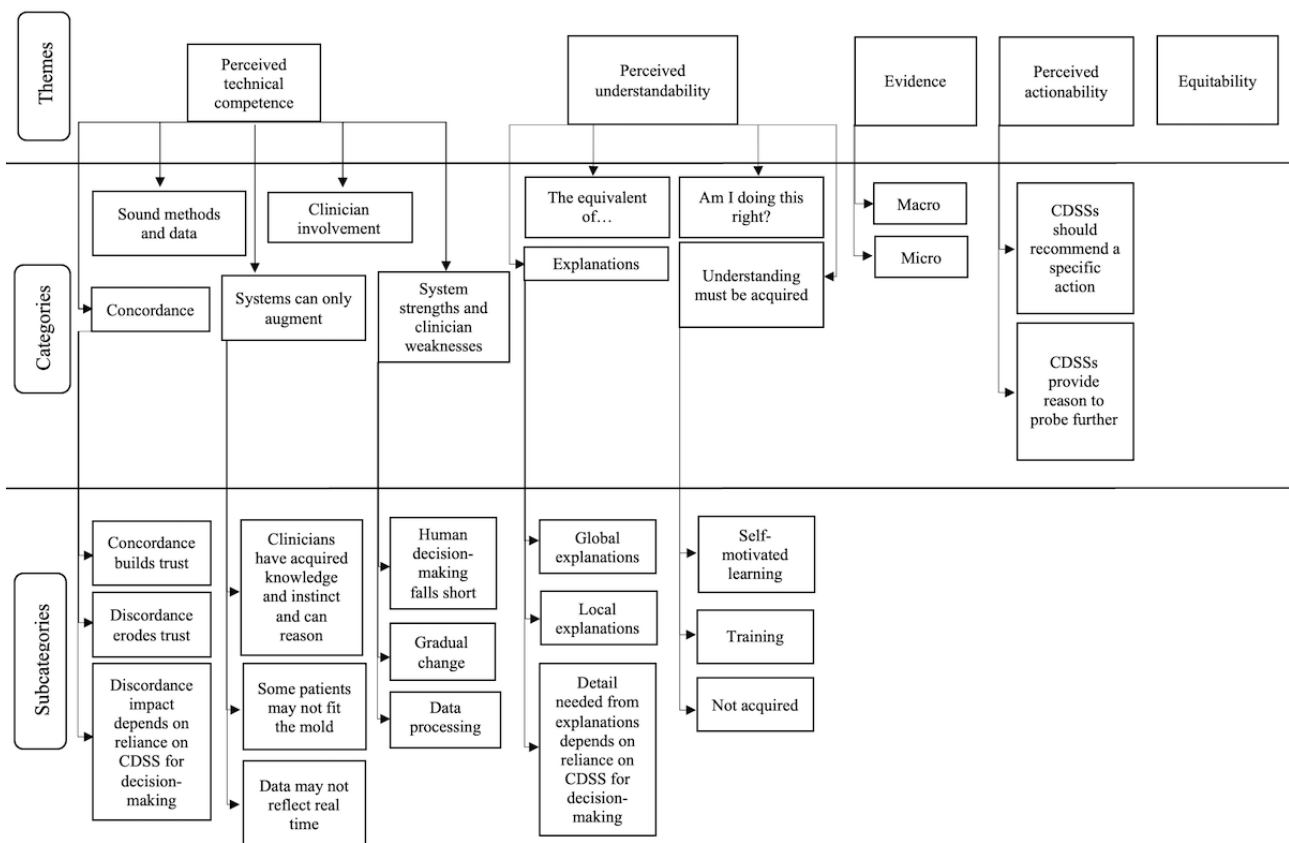 Themes
Perceived
technical
competence
Perceived
understandability
Evidence
Perceived
actionability
Equitability
Categories
Sound methods
and data
Clinician
involvement
The equivalent
of…
Am I doing this
right?
Macro
CDSSs
should
recommend a
specific
action
Concordance
Systems can only
augment
System
strengths and
clinician
weaknesses
Explanations
Understanding
must be acquired
Micro
CDSSs
provide
reason to
probe further
Subcategories
Concordance
builds trust
Discordance
erodes trust
Discordance
impact
depends on
reliance on
CDSS for
decision-
making
Clinicians
have acquired
knowledge
and instinct
and can
reason
Some patients
may not fit
the mold
Data may not
reflect real
time
Human
decision-
making
falls short
Gradual
change
Data
processing
Global
explanations
Local
explanations
Detail
needed from
explanations
depends on
reliance on
CDSS for
decision-
making
Self-
motivated
learning
Training
Not acquired